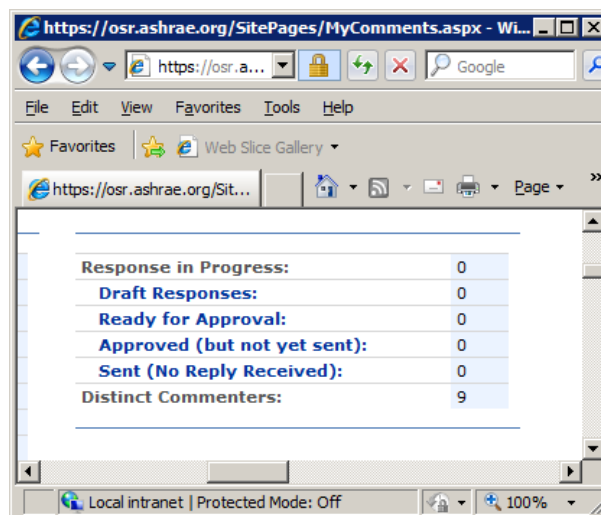 https://osr.ashrae.org/SitePages/MyComments.aspx - Wi...
https://osr.a...
Google
File Edit View Favorites Tools Help
Favorites Web Slice Gallery
https://osr.ashrae.org/Sit... Page »
Response in Progress: 0
Draft Responses: 0
Ready for Approval: 0
Approved (but not yet sent): 0
Sent (No Reply Received): 0
Distinct Commenters: 9
Local intranet | Protected Mode: Off 100%